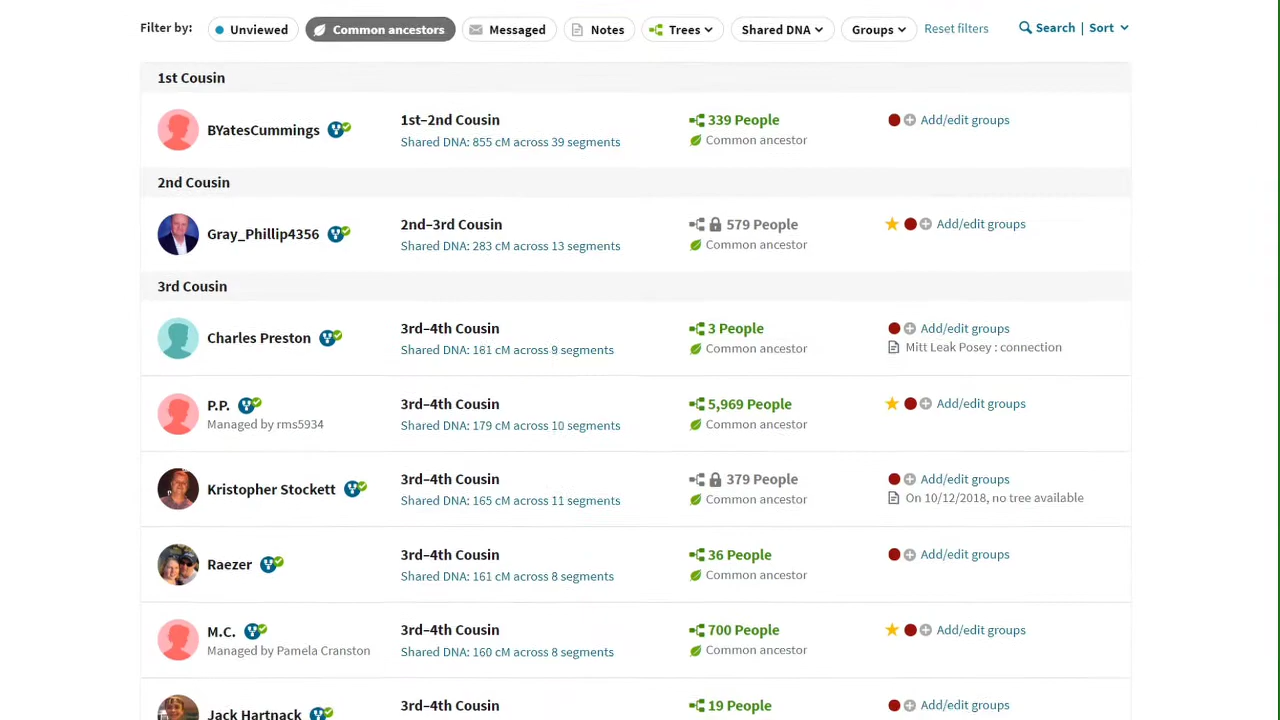 Filter by: Unviewed Common ancestors Messaged Notes Trees Shared DNA Groups Reset filters Search | Sort
1st Cousin
BYatesCummings
1st–2nd Cousin
Shared DNA: 855 cM across 39 segments
339 People
Common ancestor
Add/edit groups
2nd Cousin
Gray_Phillip4356
2nd–3rd Cousin
Shared DNA: 283 cM across 13 segments
579 People
Common ancestor
Add/edit groups
3rd Cousin
Charles Preston
3rd–4th Cousin
Shared DNA: 161 cM across 9 segments
3 People
Common ancestor
Add/edit groups
Mitt Leak Posey : connection
P.P.
Managed by rms5934
3rd–4th Cousin
Shared DNA: 179 cM across 10 segments
5,969 People
Common ancestor
Add/edit groups
Kristopher Stockett
3rd–4th Cousin
Shared DNA: 165 cM across 11 segments
379 People
Common ancestor
Add/edit groups
On 10/12/2018, no tree available
Raezer
3rd–4th Cousin
Shared DNA: 161 cM across 8 segments
36 People
Common ancestor
Add/edit groups
M.C.
Managed by Pamela Cranston
3rd–4th Cousin
Shared DNA: 160 cM across 8 segments
700 People
Common ancestor
Add/edit groups
Jack Hartnack
3rd–4th Cousin
19 People
Add/edit groups